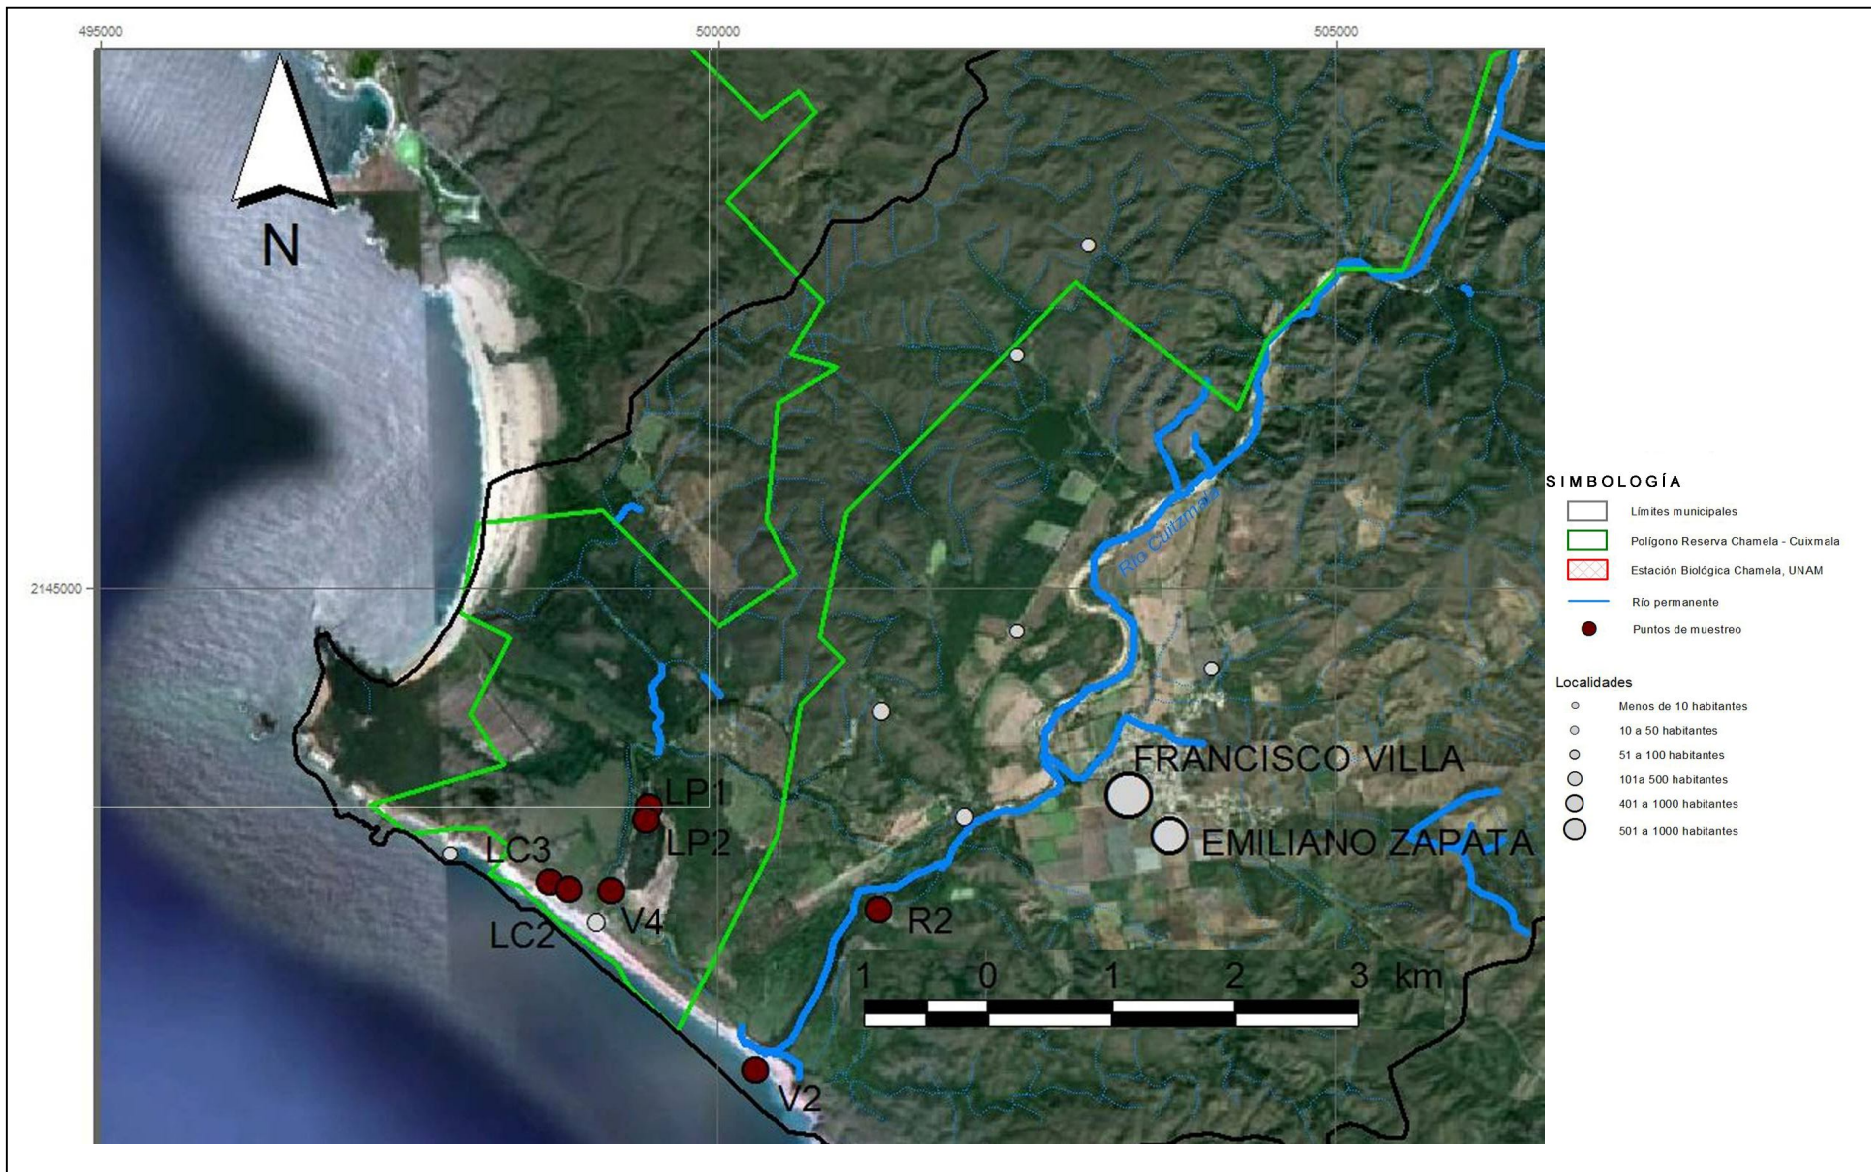 495000
500000
505000
N
2145000
Río Cuitzmala
FRANCISCO VILLA
EMILIANO ZAPATA
LP1
LP2
LC3
LC2
V4
R2
V2
1 0 1 2 3 km
SIMBOLOGÍA
Límites municipales
Polígono Reserva Chamela - Cuixmala
Estación Biológica Chamela, UNAM
Río permanente
Puntos de muestreo
Localidades
Menos de 10 habitantes
10 a 50 habitantes
51 a 100 habitantes
101a 500 habitantes
401 a 1000 habitantes
501 a 1000 habitantes